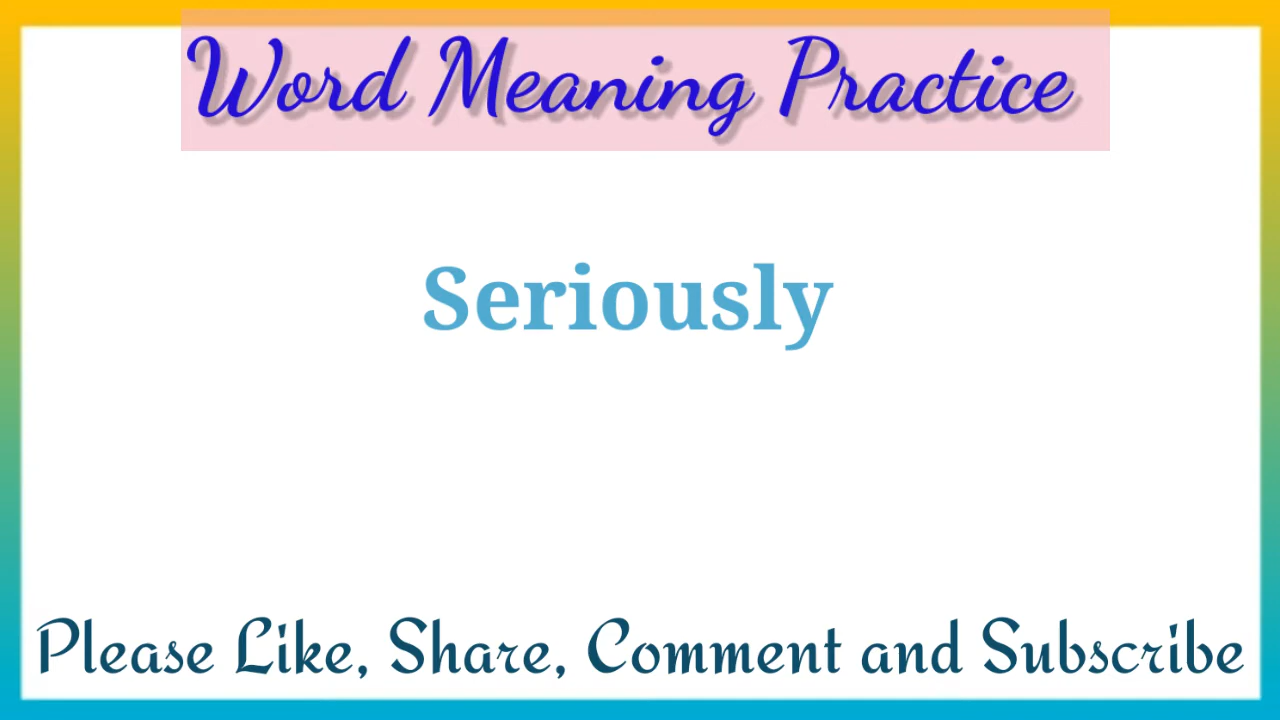 Word Meaning Practice
Seriously
Please Like, Share, Comment and Subscribe